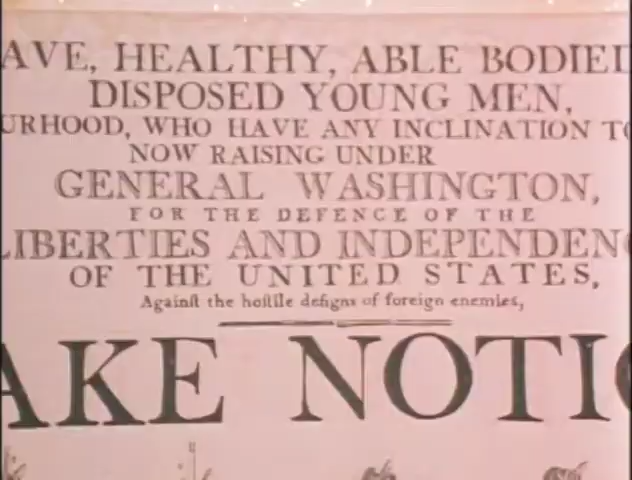 AVE, HEALTHY, ABLE BODIED
DISPOSED YOUNG MEN,
URHOOD, WHO HAVE ANY INCLINATION TO
NOW RAISING UNDER
GENERAL WASHINGTON,
FOR THE DEFENCE OF THE
LIBERTIES AND INDEPENDENC
OF THE UNITED STATES,
Againſt the hoſtile deſigns of foreign enemies,
AKE NOTIC